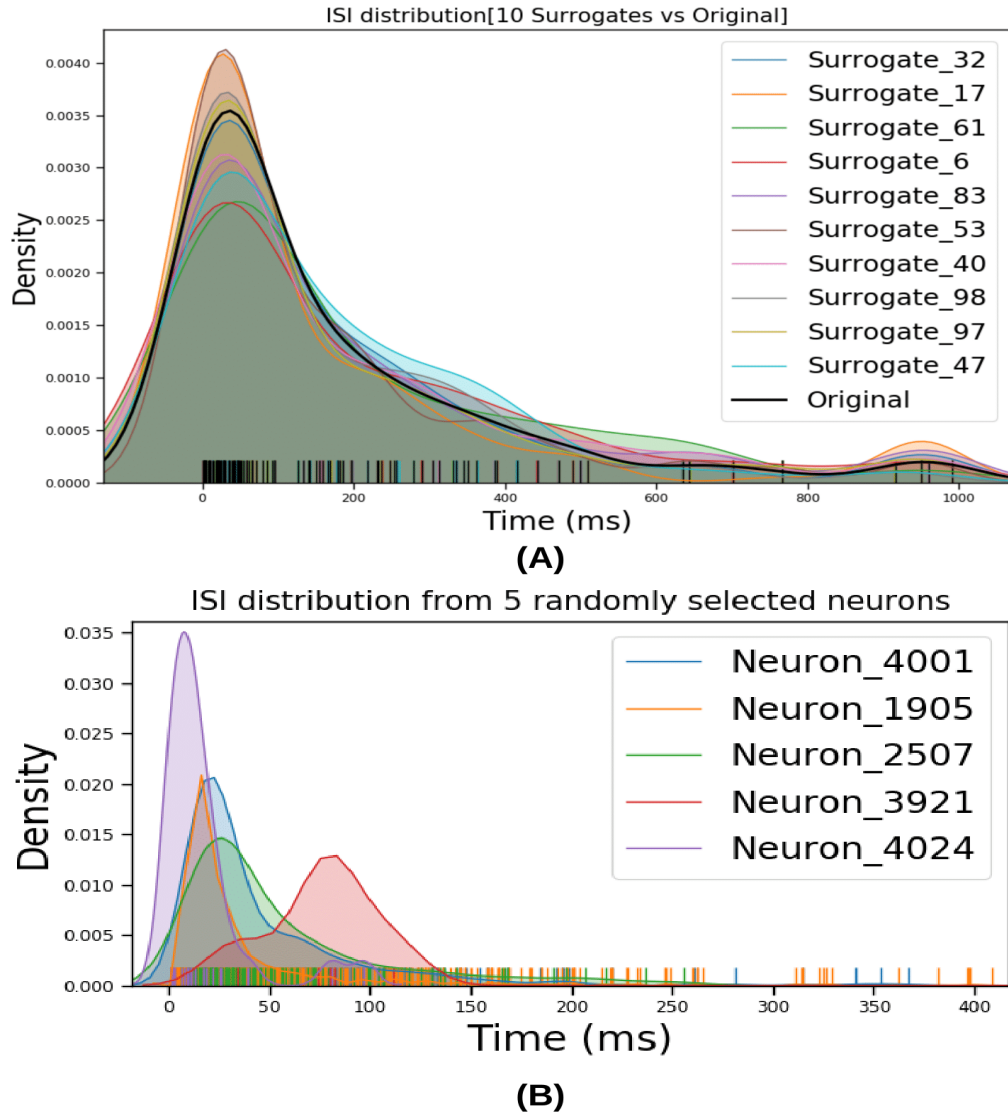 ISI distribution[10 Surrogates vs Original]
Density
0.0040
0.0035
0.0030
0.0025
0.0020
0.0015
0.0010
0.0005
0.0000
Surrogate_32
Surrogate_17
Surrogate_61
Surrogate_6
Surrogate_83
Surrogate_53
Surrogate_40
Surrogate_98
Surrogate_97
Surrogate_47
Original
0 200 400 600 800 1000
Time (ms)
(A)
ISI distribution from 5 randomly selected neurons
Density
0.035
0.030
0.025
0.020
0.015
0.010
0.005
0.000
Neuron_4001
Neuron_1905
Neuron_2507
Neuron_3921
Neuron_4024
0 50 100 150 200 250 300 350 400
Time (ms)
(B)